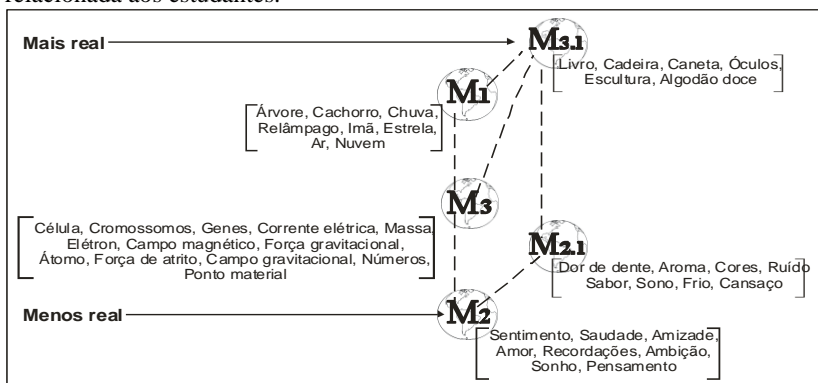 relacionada aos estudantes.
Mais real
M3.1
Livro, Cadeira, Caneta, Óculos,
Escultura, Algodão doce
M1
Árvore, Cachorro, Chuva,
Relâmpago, Imã, Estrela,
Ar, Nuvem
M3
Célula, Cromossomos, Genes, Corrente elétrica, Massa,
Elétron, Campo magnético, Força gravitacional,
Átomo, Força de atrito, Campo gravitacional, Números,
Ponto material
M2.1
Dor de dente, Aroma, Cores, Ruído
Sabor, Sono, Frio, Cansaço
Menos real
M2
Sentimento, Saudade, Amizade,
Amor, Recordações, Ambição,
Sonho, Pensamento